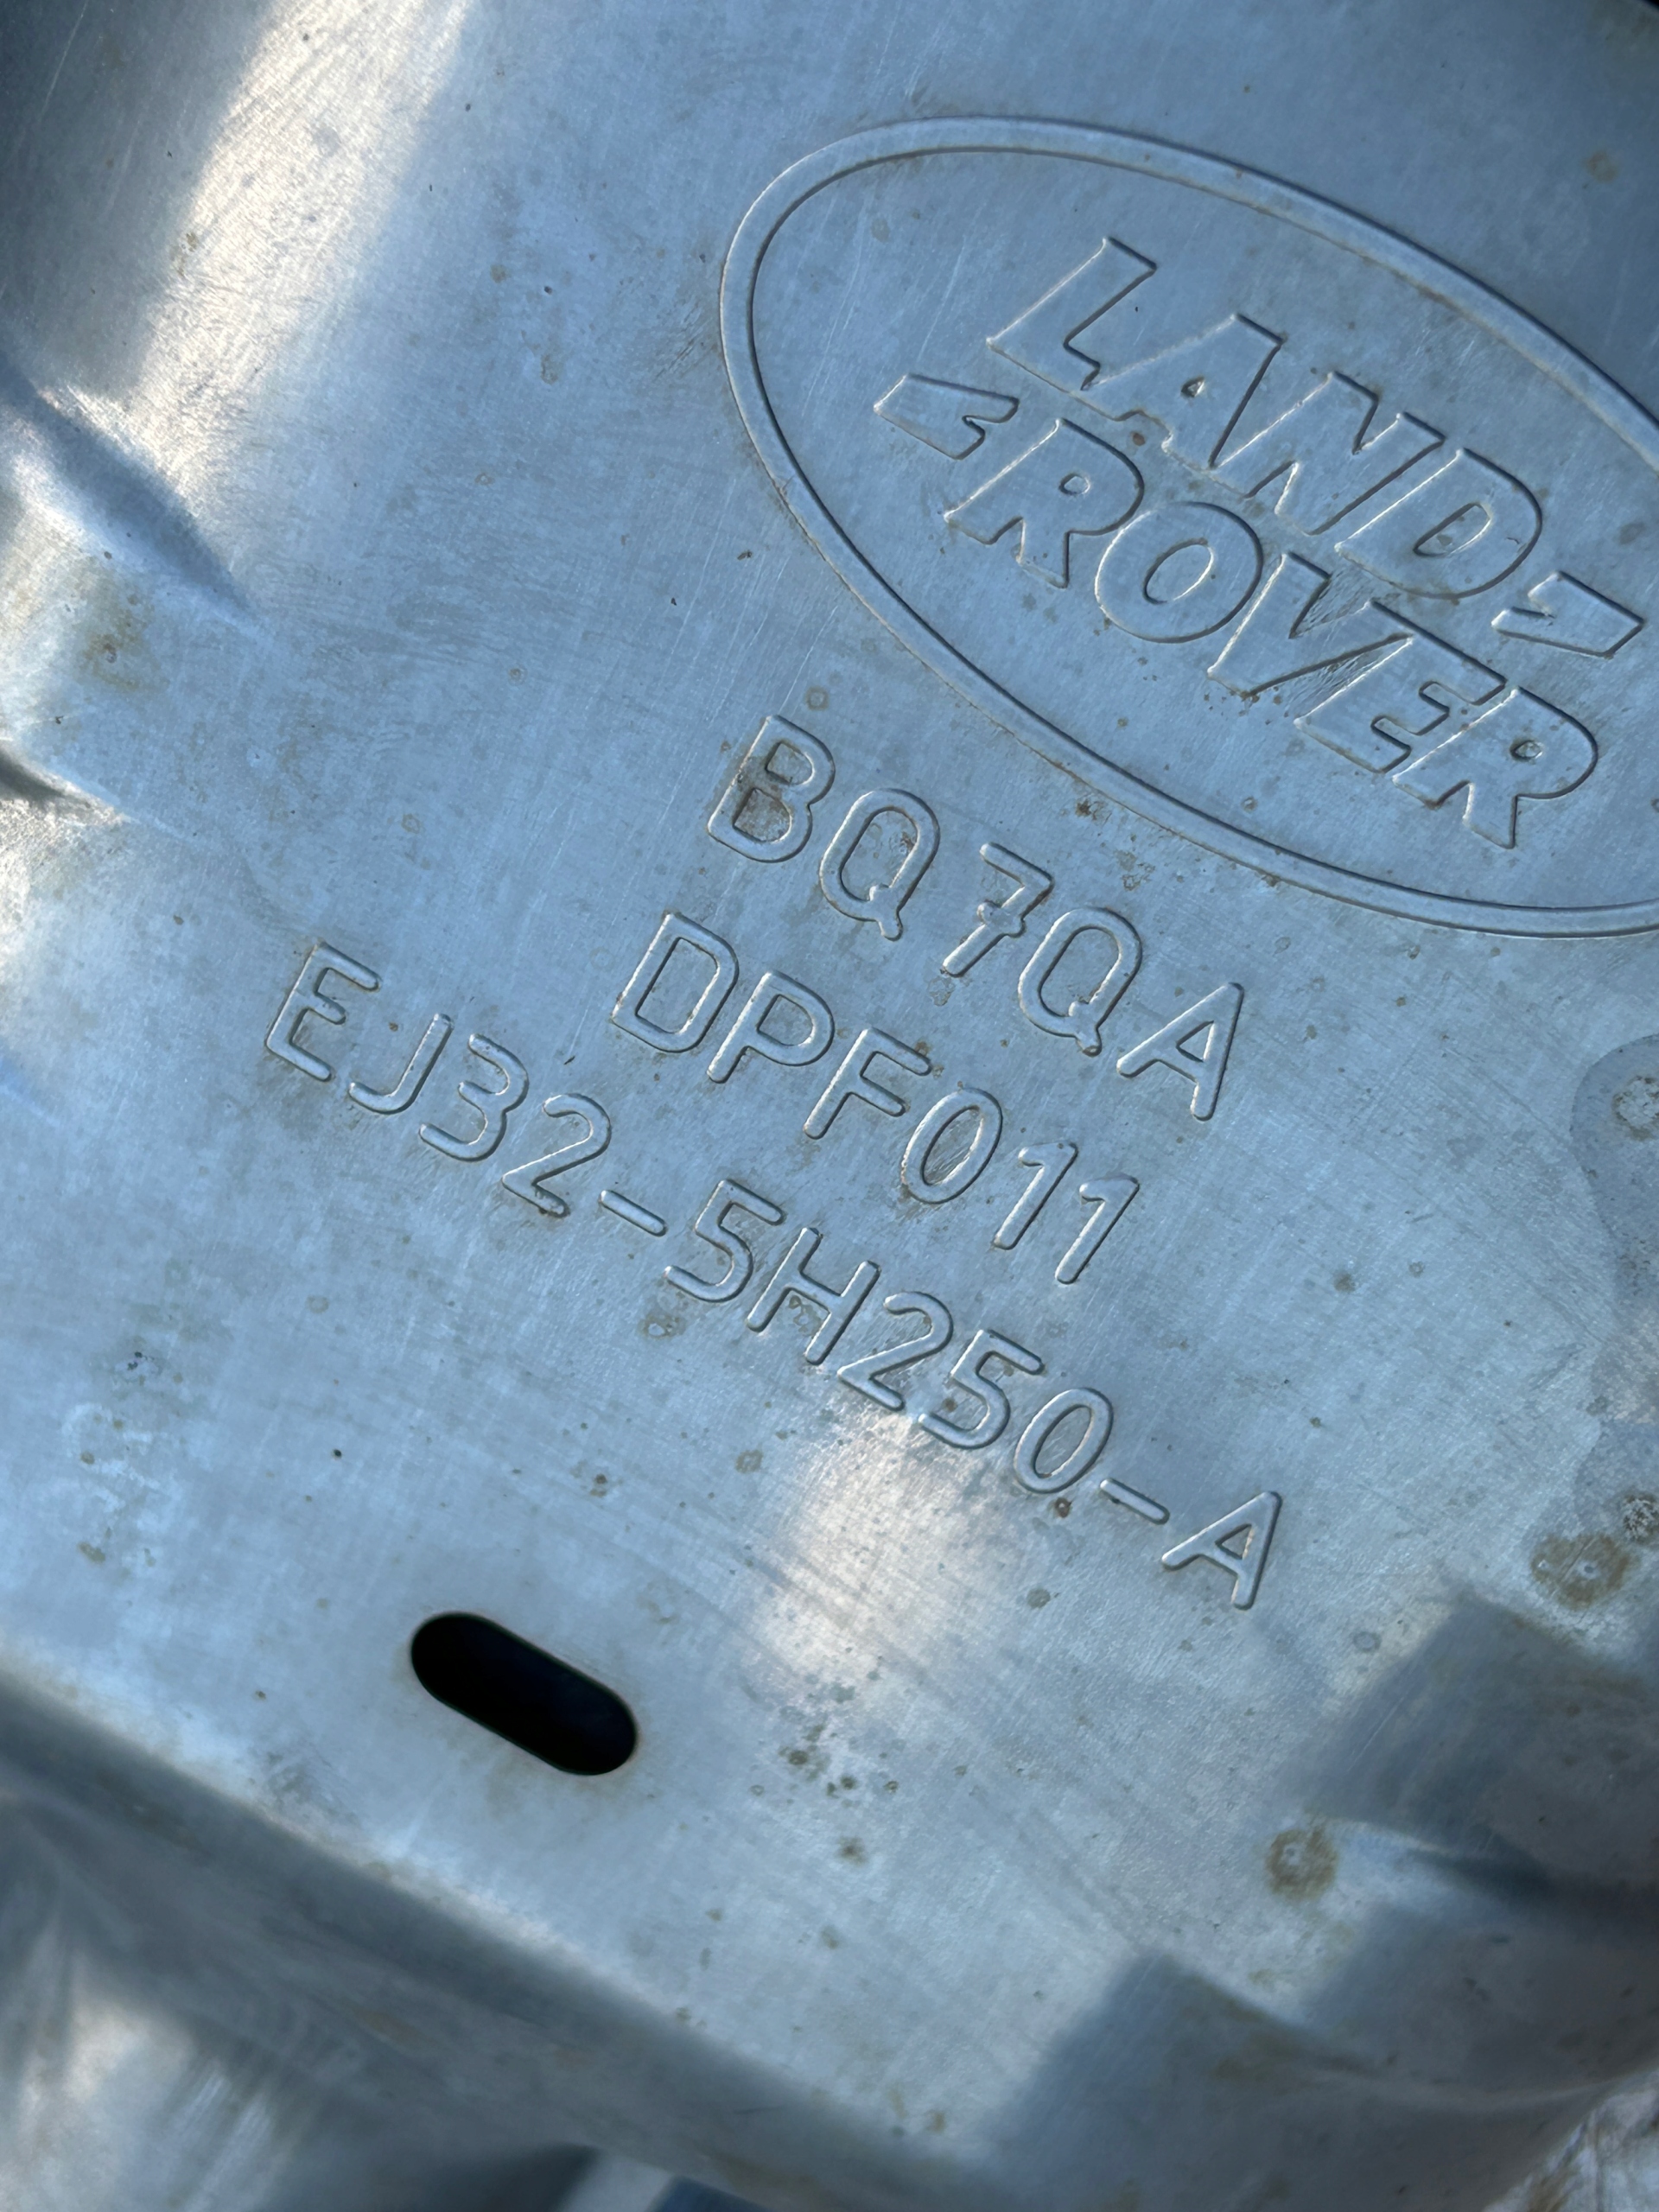 LAND
ROVER
BQ7QA
DPF011
EJ32-5H250-A